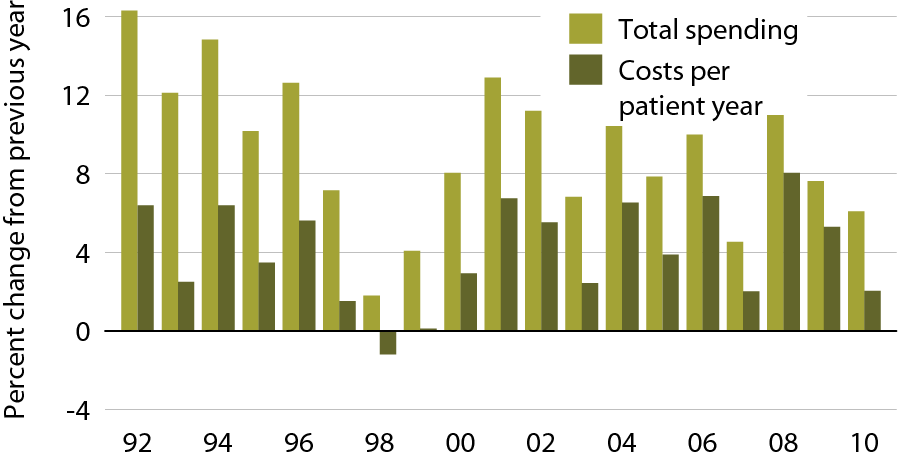 Percent change from previous year
16
12
8
4
0
-4
Total spending
Costs per
patient year
92 94 96 98 00 02 04 06 08 10